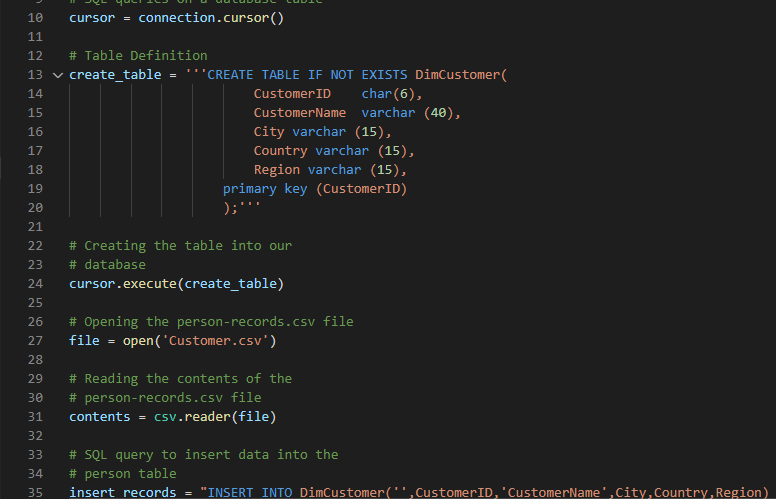 9 # SQL queries on a database table
10 cursor = connection.cursor()
11
12 # Table Definition
13 create_table = '''CREATE TABLE IF NOT EXISTS DimCustomer(
14 CustomerID    char(6),
15 CustomerName  varchar (40),
16 City varchar (15),
17 Country varchar (15),
18 Region varchar (15),
19 primary key (CustomerID)
20 );'''
21
22 # Creating the table into our
23 # database
24 cursor.execute(create_table)
25
26 # Opening the person-records.csv file
27 file = open('Customer.csv')
28
29 # Reading the contents of the
30 # person-records.csv file
31 contents = csv.reader(file)
32
33 # SQL query to insert data into the
34 # person table
35 insert_records = "INSERT INTO DimCustomer('',CustomerID,'CustomerName',City,Country,Region)